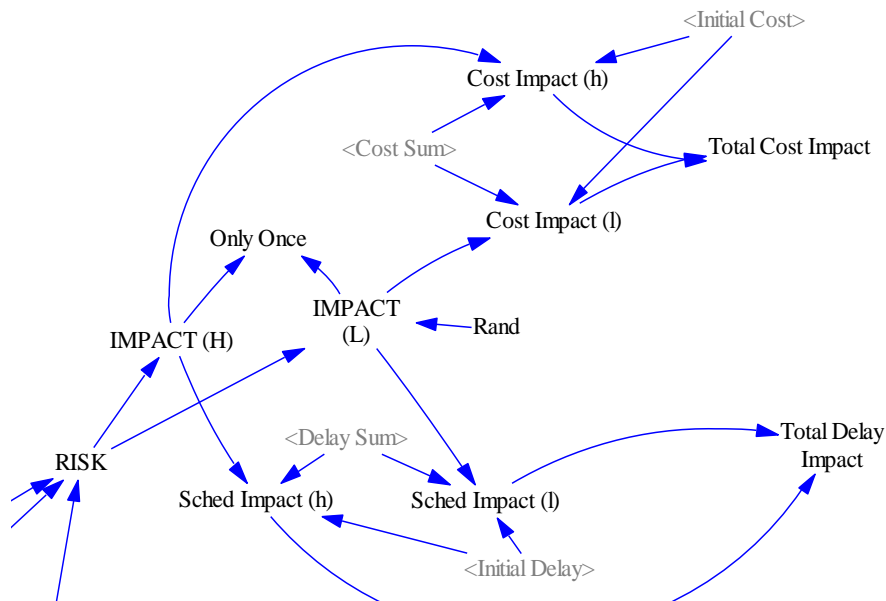 <Initial Cost>
Cost Impact (h)
<Cost Sum>
Total Cost Impact
Cost Impact (l)
Only Once
IMPACT
(L)
Rand
IMPACT (H)
<Delay Sum>
Total Delay
Impact
RISK
Sched Impact (h)
Sched Impact (l)
<Initial Delay>